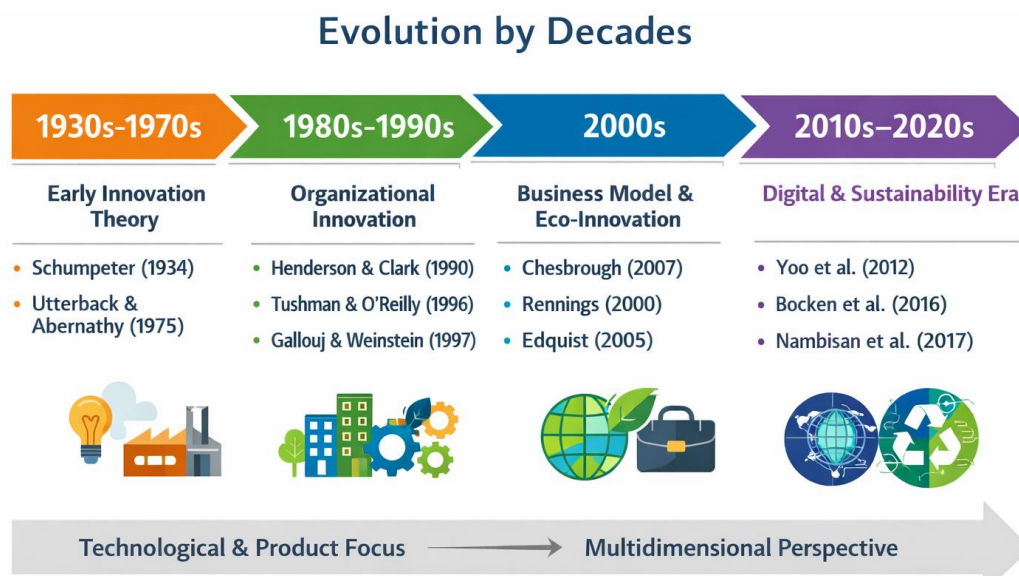 Evolution by Decades
1930s-1970s
1980s-1990s
2000s
2010s–2020s
Early Innovation
Theory
Organizational
Innovation
Business Model &
Eco-Innovation
Digital & Sustainability Era
• Schumpeter (1934)
• Utterback &
Abernathy (1975)
• Henderson & Clark (1990)
• Tushman & O'Reilly (1996)
• Gallouj & Weinstein (1997)
• Chesbrough (2007)
• Rennings (2000)
• Edquist (2005)
• Yoo et al. (2012)
• Bocken et al. (2016)
• Nambisan et al. (2017)
Technological & Product Focus
Multidimensional Perspective